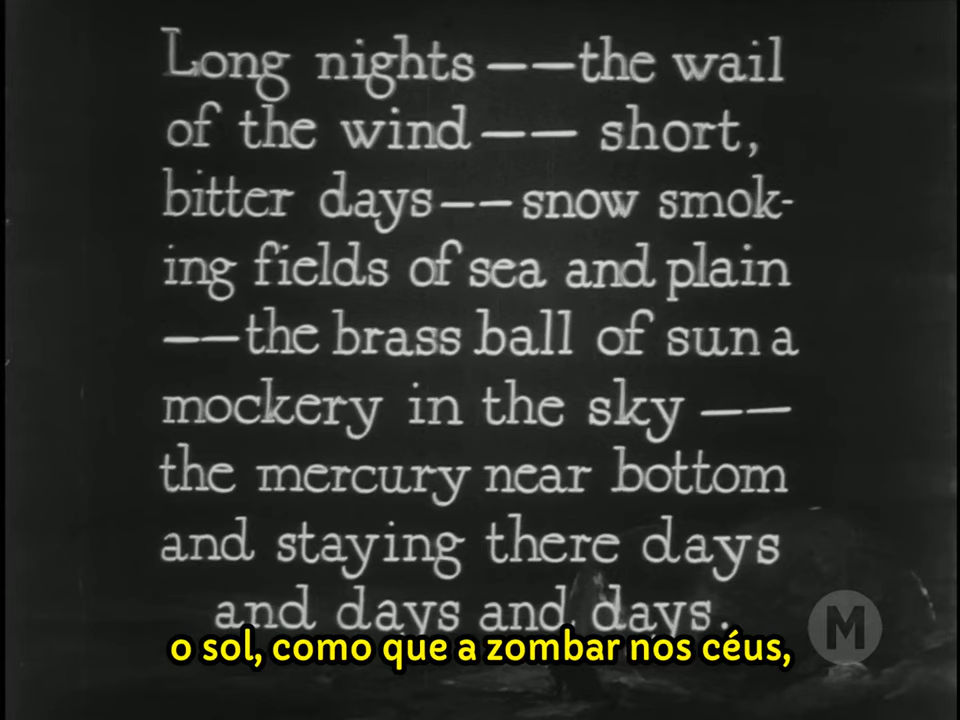 Long nights -- the wail
of the wind -- short,
bitter days -- snow smok-
ing fields of sea and plain
-- the brass ball of sun a
mockery in the sky --
the mercury near bottom
and staying there days
and days and days.
o sol, como que a zombar nos céus,
M